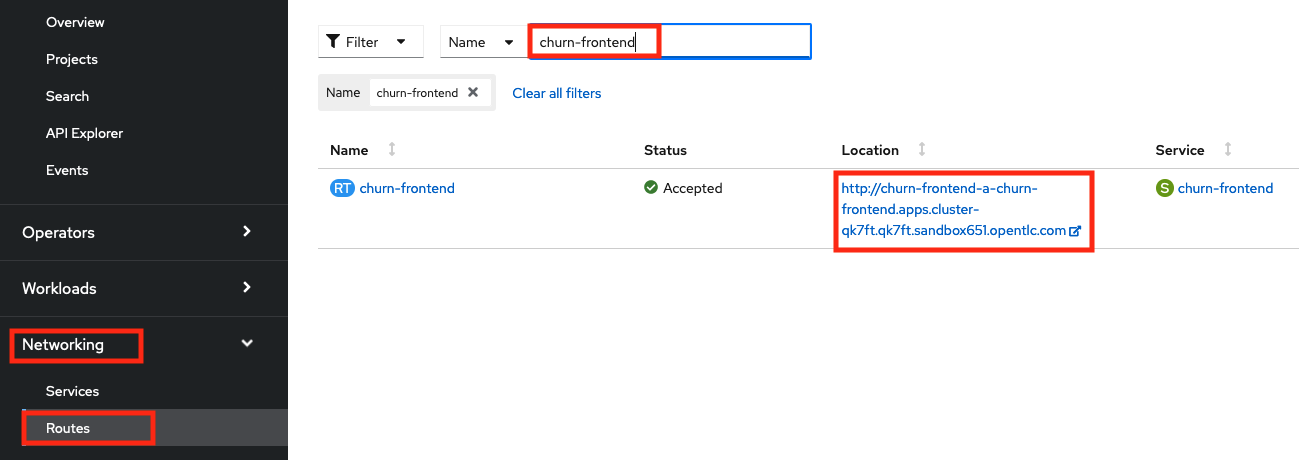 Overview
Projects
Search
API Explorer
Events
Operators
Workloads
Networking
Services
Routes
Filter
Name
churn-frontend
Name churn-frontend
Clear all filters
Name Status Location Service
RT churn-frontend
Accepted
http://churn-frontend-a-churn-
frontend.apps.cluster-
qk7ft.qk7ft.sandbox651.opentlc.com
S churn-frontend